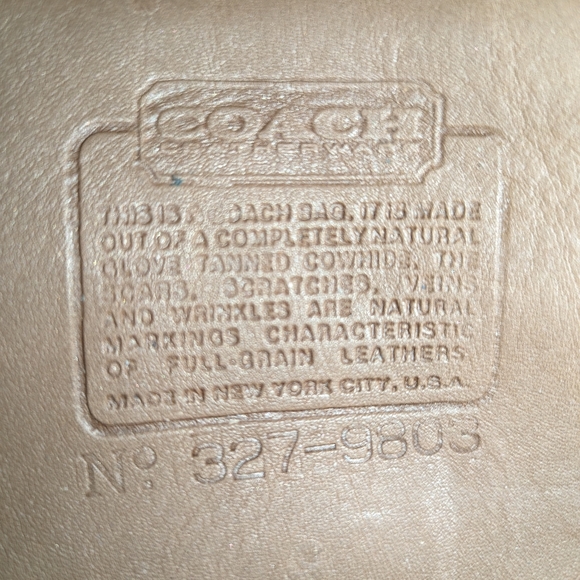 COACH
THIS IS A COACH BAG. IT IS MADE
OUT OF A COMPLETELY NATURAL
GLOVE TANNED COWHIDE. THE
SCARS, SCRATCHES, VEINS
AND WRINKLES ARE NATURAL
MARKINGS CHARACTERISTIC
OF FULL-GRAIN LEATHERS.
MADE IN NEW YORK CITY, U.S.A.
Nº 327-9803